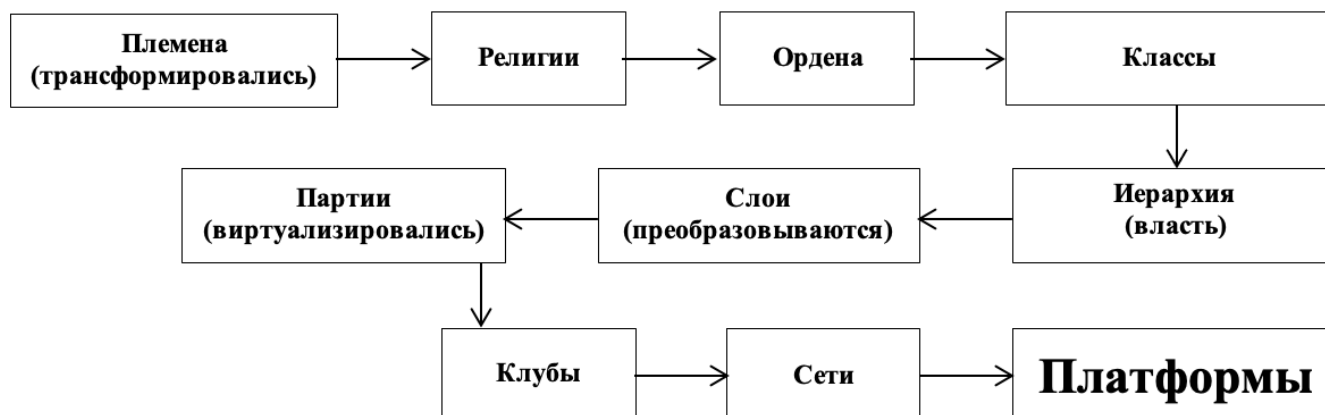 Племена
(трансформировались)
Религии
Ордена
Классы
Иерархия
(власть)
Слои
(преобразовываются)
Партии
(виртуализировались)
Клубы
Сети
Платформы